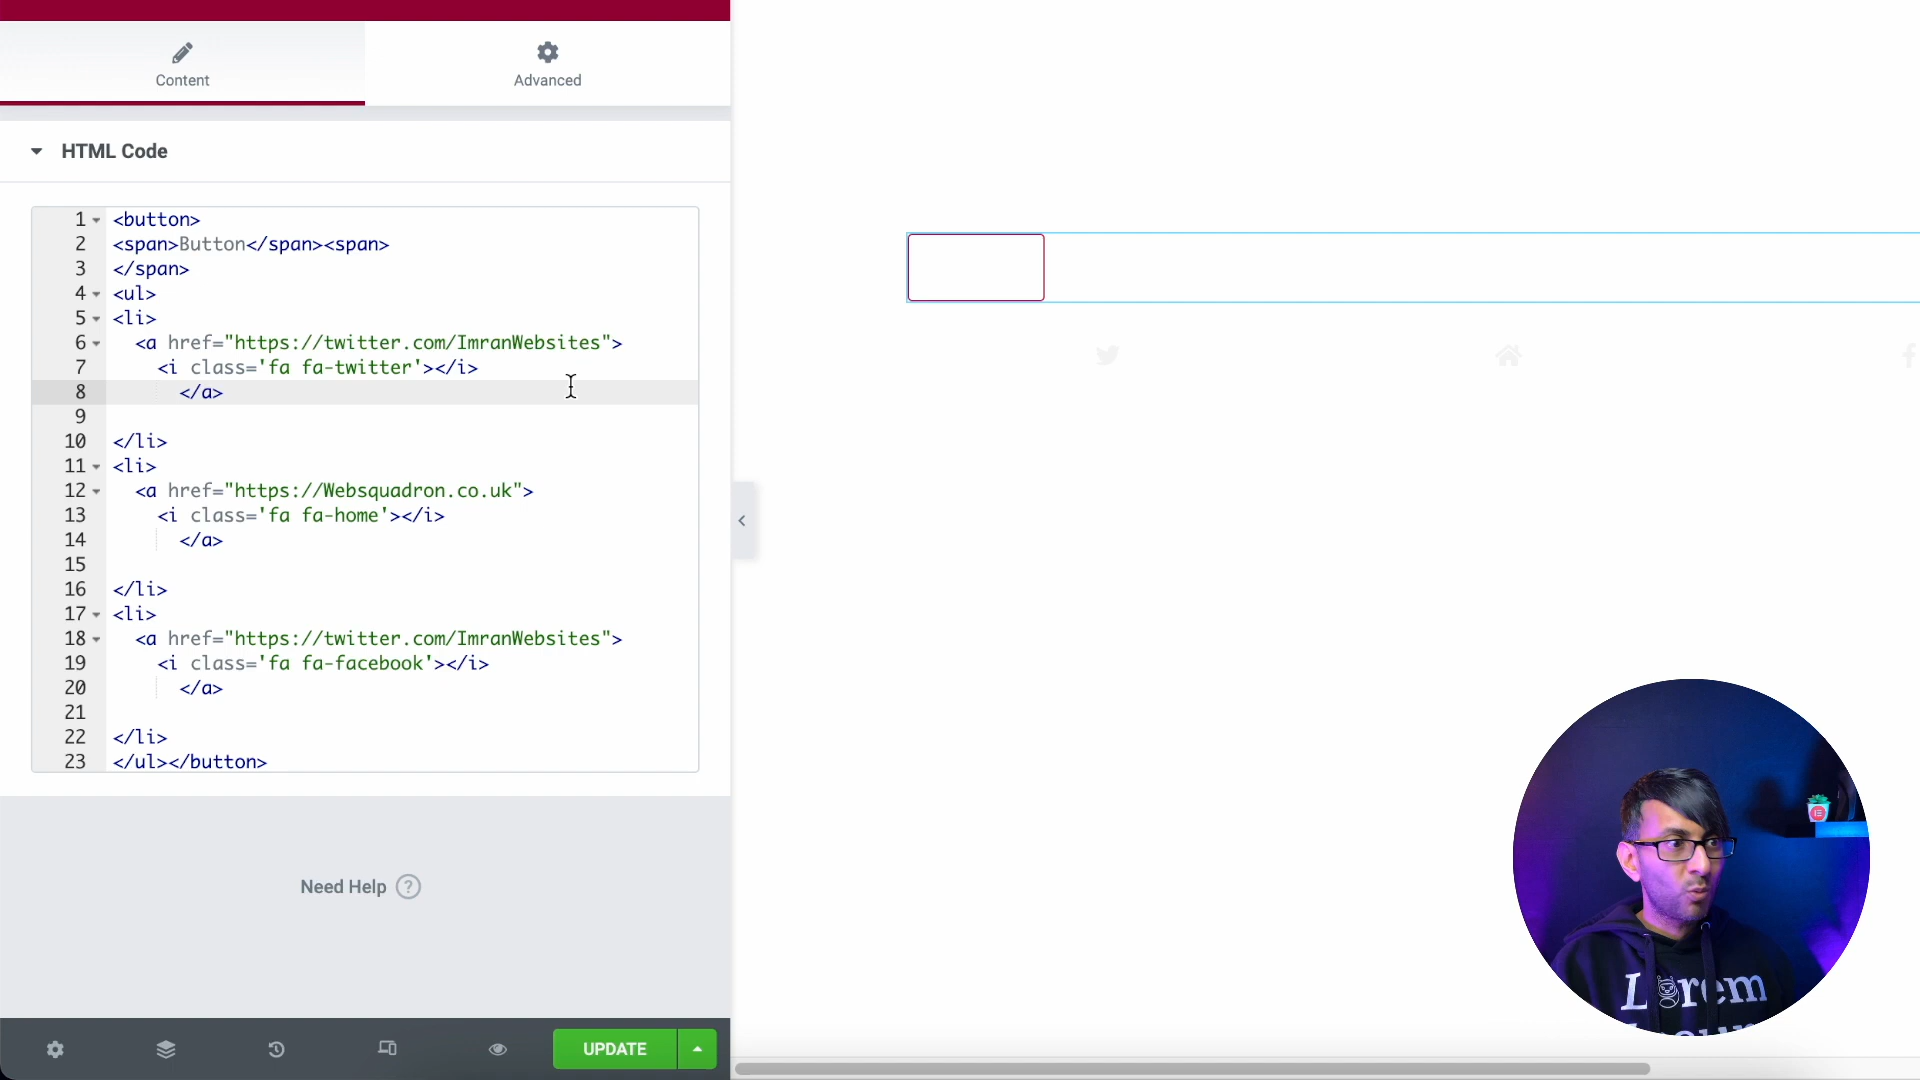 Content
Advanced
HTML Code
1 <button>
2 <span>Button</span><span>
3 </span>
4 <ul>
5 <li>
6 <a href="https://twitter.com/ImranWebsites">
7 <i class='fa fa-twitter'></i>
8 </a>
9
10 </li>
11 <li>
12 <a href="https://Websquadron.co.uk">
13 <i class='fa fa-home'></i>
14 </a>
15
16 </li>
17 <li>
18 <a href="https://twitter.com/ImranWebsites">
19 <i class='fa fa-facebook'></i>
20 </a>
21
22 </li>
23 </ul></button>
Need Help ?
UPDATE
Lorem